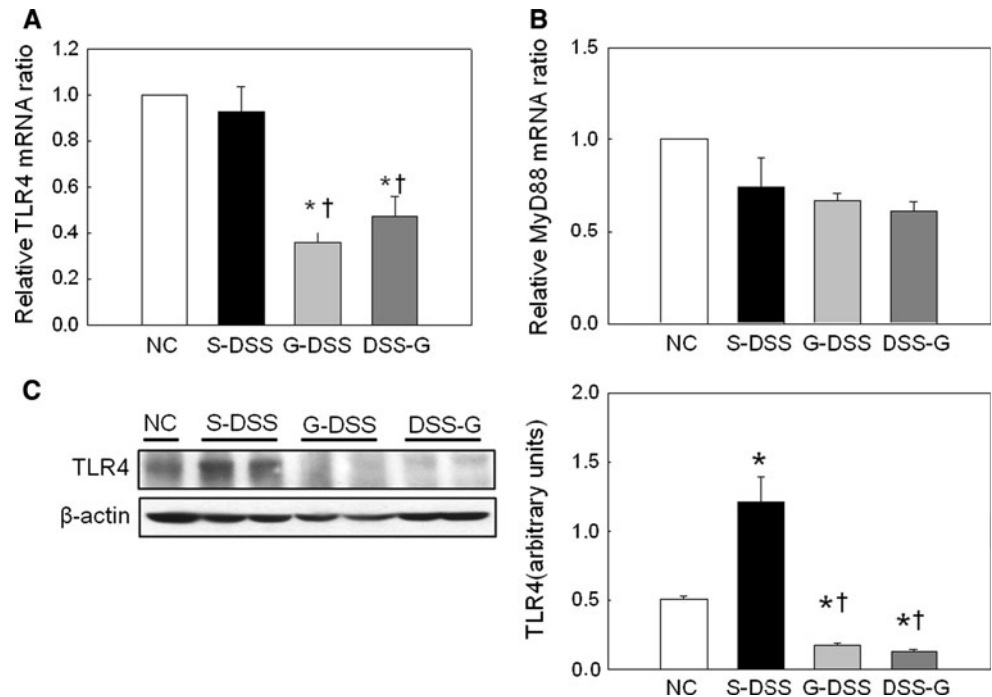 A
Relative TLR4 mRNA ratio
1.2
1.0
0.8
0.6
0.4
0.2
0.0
*†
*†
NC S-DSS G-DSS DSS-G
B
Relative MyD88 mRNA ratio
1.5
1.0
0.5
0.0
NC S-DSS G-DSS DSS-G
C
NC S-DSS G-DSS DSS-G
TLR4
β-actin
TLR4(arbitrary units)
2.0
1.5
1.0
0.5
0.0
*
*†
*†
NC S-DSS G-DSS DSS-G